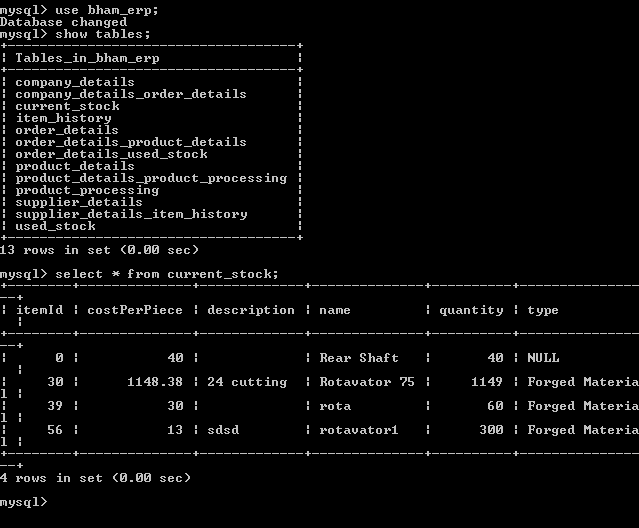 mysql> use bham_erp;
Database changed
mysql> show tables;
+------------------------------------+
¦ Tables_in_bham_erp                 ¦
+------------------------------------+
¦ company_details                    ¦
¦ company_details_order_details      ¦
¦ current_stock                      ¦
¦ item_history                       ¦
¦ order_details                      ¦
¦ order_details_product_details      ¦
¦ order_details_used_stock           ¦
¦ product_details                    ¦
¦ product_details_product_processing ¦
¦ product_processing                 ¦
¦ supplier_details                   ¦
¦ supplier_details_item_history      ¦
¦ used_stock                         ¦
+------------------------------------+
13 rows in set (0.00 sec)
mysql> select * from current_stock;
+--------+--------------+-------------+--------------+----------+---------------
--+
¦ itemId ¦ costPerPiece ¦ description ¦ name         ¦ quantity ¦ type
  ¦
+--------+--------------+-------------+--------------+----------+---------------
--+
¦      0 ¦           40 ¦             ¦ Rear Shaft   ¦       40 ¦ NULL
  ¦
¦     30 ¦      1148.38 ¦ 24 cutting  ¦ Rotavator 75 ¦     1149 ¦ Forged Materia
l ¦
¦     39 ¦           30 ¦             ¦ rota         ¦       60 ¦ Forged Materia
l ¦
¦     56 ¦           13 ¦ sdsd        ¦ rotavator1   ¦      300 ¦ Forged Materia
l ¦
+--------+--------------+-------------+--------------+----------+---------------
--+
4 rows in set (0.00 sec)
mysql>